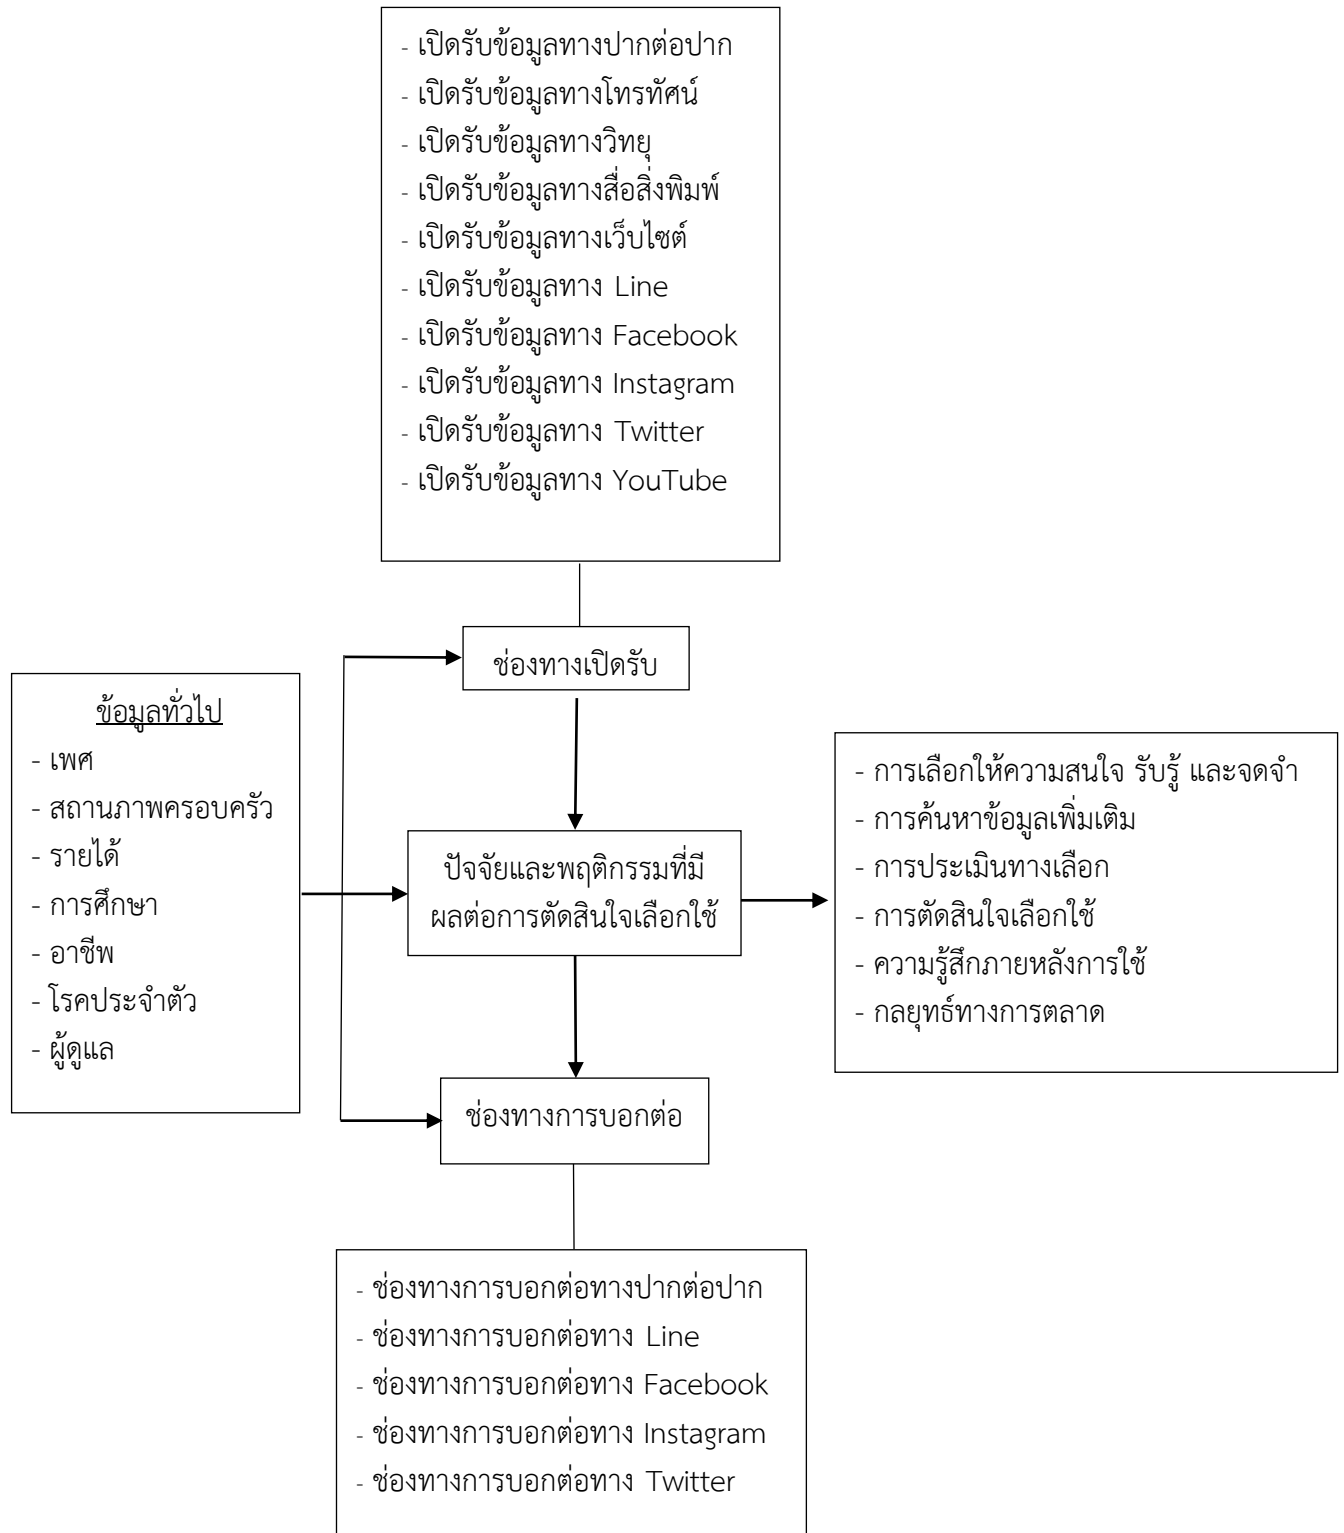 - เปิดรับข้อมูลทางปากต่อปาก
- เปิดรับข้อมูลทางโทรทัศน์
- เปิดรับข้อมูลทางวิทยุ
- เปิดรับข้อมูลทางสื่อสิ่งพิมพ์
- เปิดรับข้อมูลทางเว็บไซต์
- เปิดรับข้อมูลทาง Line
- เปิดรับข้อมูลทาง Facebook
- เปิดรับข้อมูลทาง Instagram
- เปิดรับข้อมูลทาง Twitter
- เปิดรับข้อมูลทาง YouTube
ช่องทางเปิดรับ
ข้อมูลทั่วไป
- เพศ
- สถานภาพครอบครัว
- รายได้
- การศึกษา
- อาชีพ
- โรคประจำตัว
- ผู้ดูแล
ปัจจัยและพฤติกรรมที่มี
ผลต่อการตัดสินใจเลือกใช้
- การเลือกให้ความสนใจ รับรู้ และจดจำ
- การค้นหาข้อมูลเพิ่มเติม
- การประเมินทางเลือก
- การตัดสินใจเลือกใช้
- ความรู้สึกภายหลังการใช้
- กลยุทธ์ทางการตลาด
ช่องทางการบอกต่อ
- ช่องทางการบอกต่อทางปากต่อปาก
- ช่องทางการบอกต่อทาง Line
- ช่องทางการบอกต่อทาง Facebook
- ช่องทางการบอกต่อทาง Instagram
- ช่องทางการบอกต่อทาง Twitter